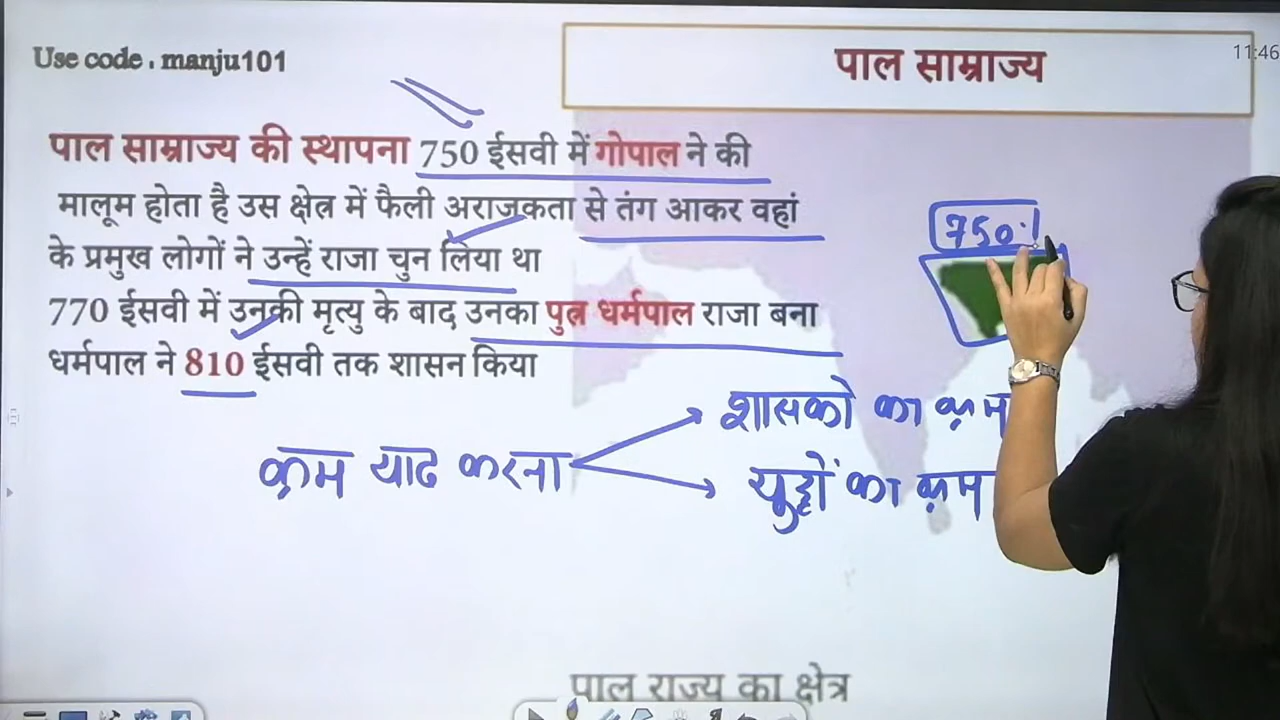 Use code . manju101
पाल साम्राज्य
11:46
पाल साम्राज्य की स्थापना 750 ईसवी में गोपाल ने की
मालूम होता है उस क्षेत्र में फैली अराजकता से तंग आकर वहां
के प्रमुख लोगों ने उन्हें राजा चुन लिया था
770 ईसवी में उनकी मृत्यु के बाद उनका पुत्र धर्मपाल राजा बना
धर्मपाल ने 810 ईसवी तक शासन किया
750
शासको का क्रम
क्रम याद करना
युद्दों का क्रम
पाल राज्य का क्षेत्र